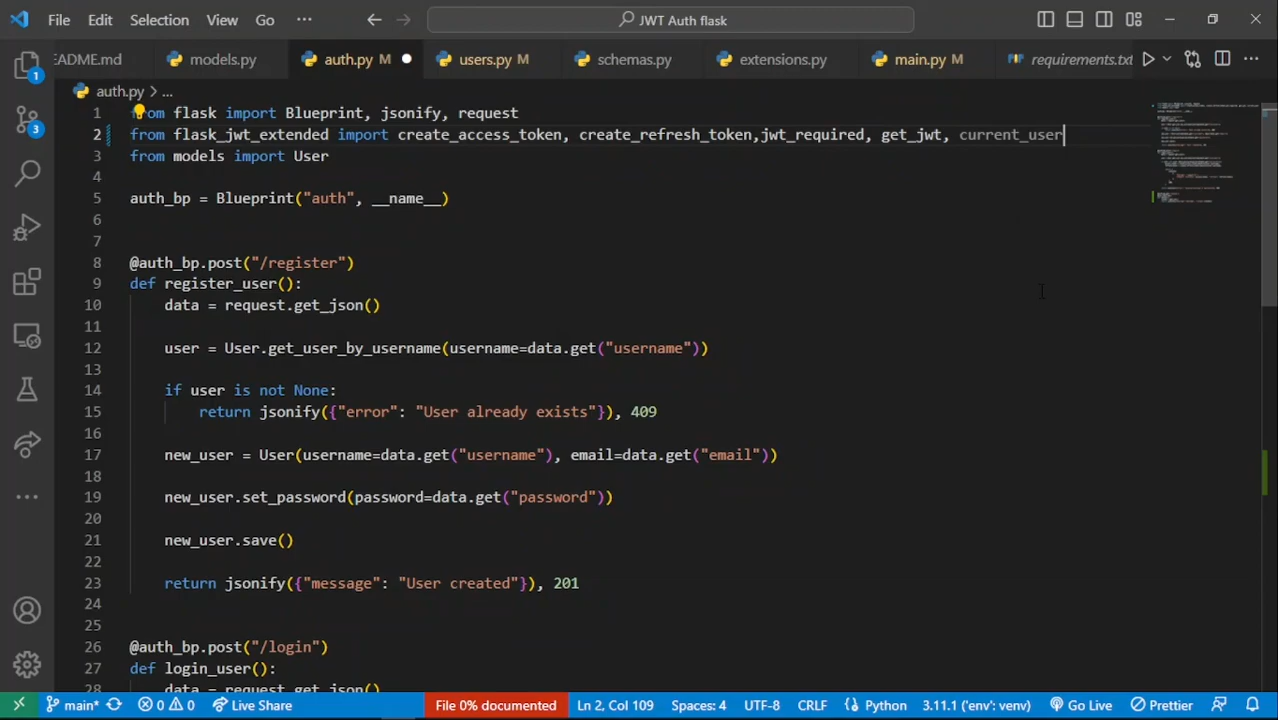 File Edit Selection View Go ··· JWT Auth flask
EADME.md models.py auth.py M users.py M schemas.py extensions.py main.py M requirements.txt ···
auth.py > ...
1 from flask import Blueprint, jsonify, request
2 from flask_jwt_extended import create_access_token, create_refresh_token,jwt_required, get_jwt, current_user
3 from models import User
4
5 auth_bp = Blueprint("auth", __name__)
6
7
8 @auth_bp.post("/register")
9 def register_user():
10 data = request.get_json()
11
12 user = User.get_user_by_username(username=data.get("username"))
13
14 if user is not None:
15 return jsonify({"error": "User already exists"}), 409
16
17 new_user = User(username=data.get("username"), email=data.get("email"))
18
19 new_user.set_password(password=data.get("password"))
20
21 new_user.save()
22
23 return jsonify({"message": "User created"}), 201
24
25
26 @auth_bp.post("/login")
27 def login_user():
28 data = request.get_json()
1
3
main* 0 0 Live Share File 0% documented Ln 2, Col 109 Spaces: 4 UTF-8 CRLF Python 3.11.1 ('env': venv) Go Live Prettier